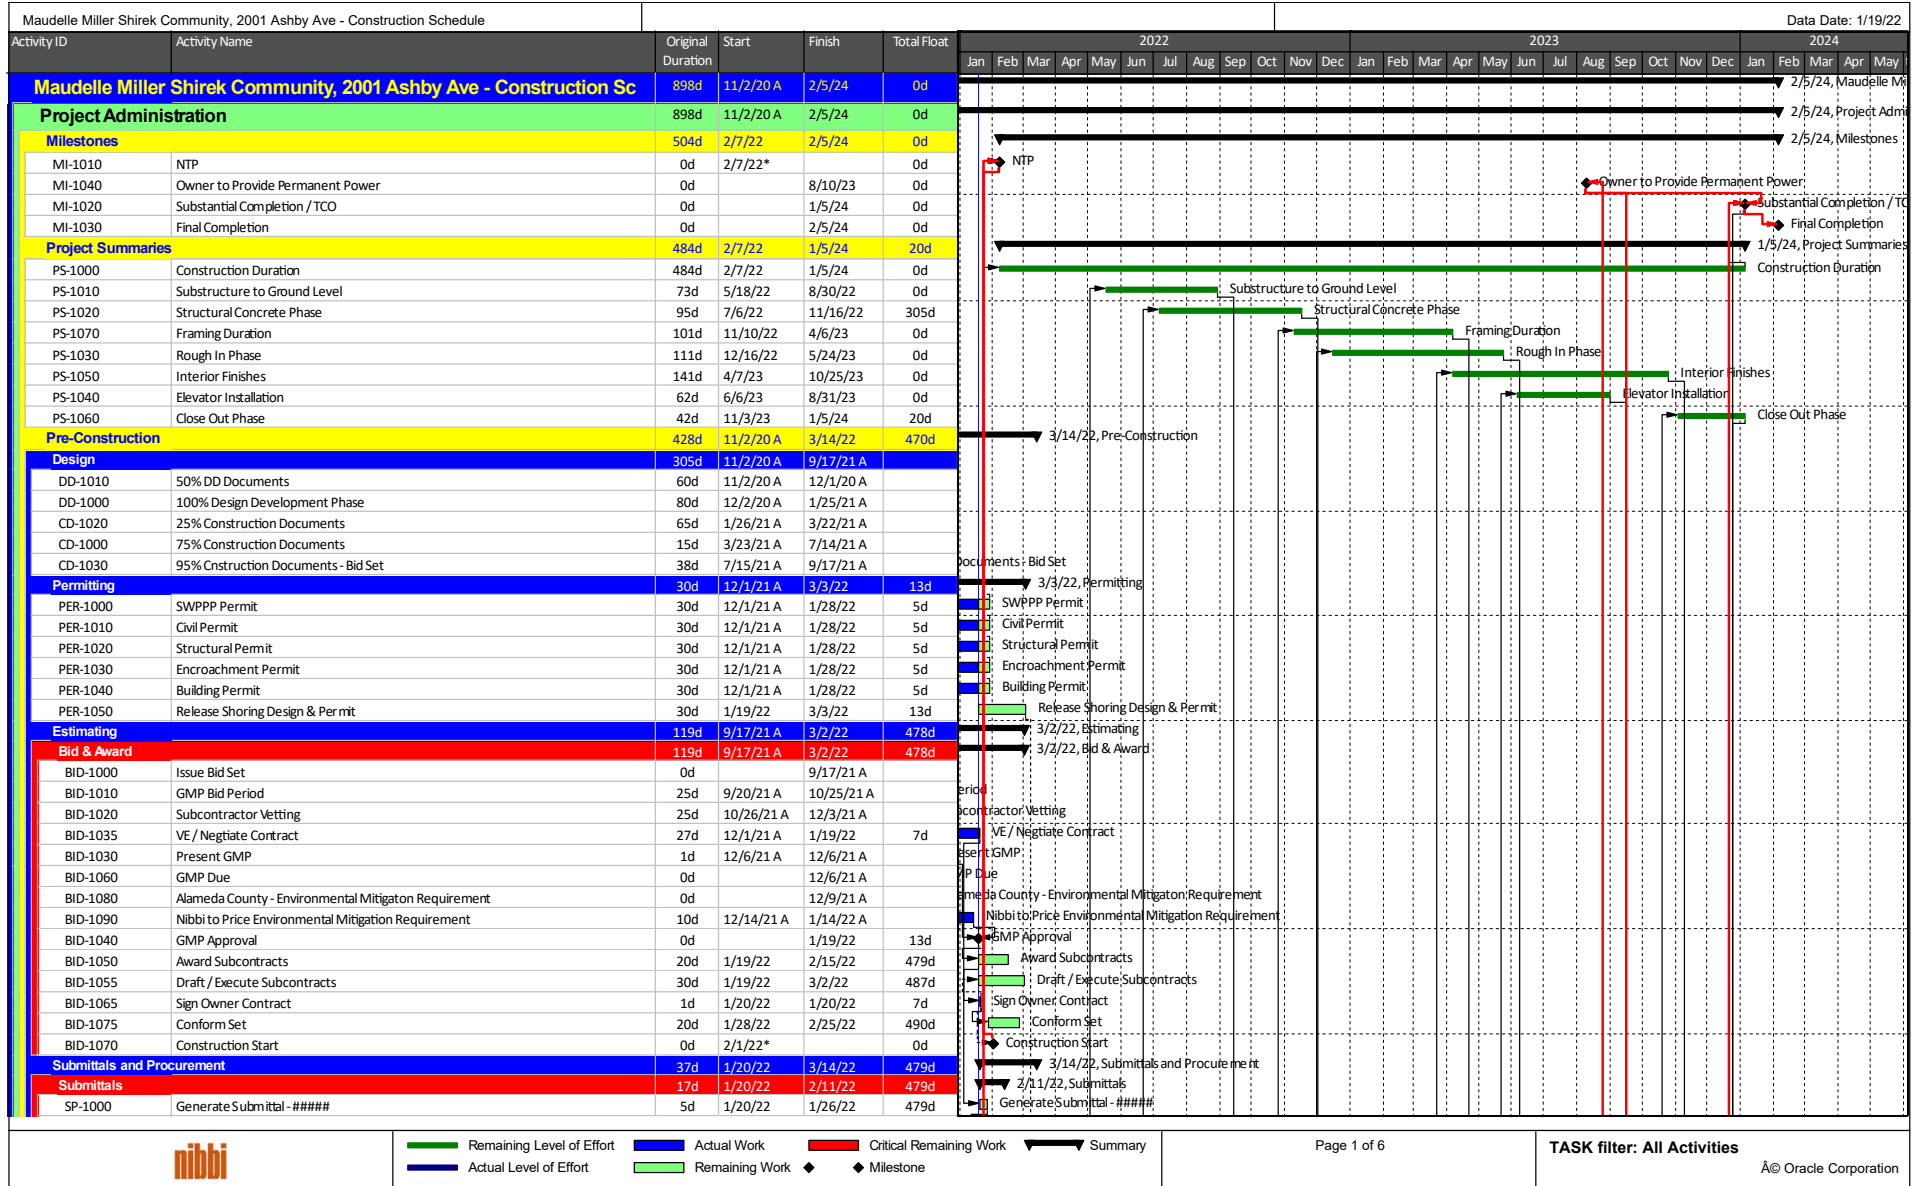 Maudelle Miller Shirek Community, 2001 Ashby Ave - Construction Schedule Data Date: 1/19/22
Activity ID Activity Name Original Duration Start Finish Total Float 2022 2023 2024
Jan Feb Mar Apr May Jun Jul Aug Sep Oct Nov Dec Jan Feb Mar Apr May Jun Jul Aug Sep Oct Nov Dec Jan Feb Mar Apr May
Maudelle Miller Shirek Community, 2001 Ashby Ave - Construction Sc 898d 11/2/20 A 2/5/24 0d 2/5/24, Maudelle Mi
Project Administration 898d 11/2/20 A 2/5/24 0d 2/5/24, Project Admi
Milestones 504d 2/7/22 2/5/24 0d 2/5/24, Milestones
MI-1010 NTP 0d 2/7/22* 0d NTP
MI-1040 Owner to Provide Permanent Power 0d 8/10/23 0d Owner to Provide Permanent Power
MI-1020 Substantial Completion / TCO 0d 1/5/24 0d Substantial Completion / TCO
MI-1030 Final Completion 0d 2/5/24 0d Final Completion
Project Summaries 484d 2/7/22 1/5/24 20d 1/5/24, Project Summaries
PS-1000 Construction Duration 484d 2/7/22 1/5/24 0d Construction Duration
PS-1010 Substructure to Ground Level 73d 5/18/22 8/30/22 0d Substructure to Ground Level
PS-1020 Structural Concrete Phase 95d 7/6/22 11/16/22 305d Structural Concrete Phase
PS-1070 Framing Duration 101d 11/10/22 4/6/23 0d Framing Duration
PS-1030 Rough In Phase 111d 12/16/22 5/24/23 0d Rough In Phase
PS-1050 Interior Finishes 141d 4/7/23 10/25/23 0d Interior Finishes
PS-1040 Elevator Installation 62d 6/6/23 8/31/23 0d Elevator Installation
PS-1060 Close Out Phase 42d 11/3/23 1/5/24 20d Close Out Phase
Pre-Construction 428d 11/2/20 A 3/14/22 470d 3/14/22, Pre-Construction
Design 305d 11/2/20 A 9/17/21 A
DD-1010 50% DD Documents 60d 11/2/20 A 12/1/20 A
DD-1000 100% Design Development Phase 80d 12/2/20 A 1/25/21 A
CD-1020 25% Construction Documents 65d 1/26/21 A 3/22/21 A
CD-1000 75% Construction Documents 15d 3/23/21 A 7/14/21 A
CD-1030 95% Cnstruction Documents - Bid Set 38d 7/15/21 A 9/17/21 A Documents - Bid Set
Permitting 30d 12/1/21 A 3/3/22 13d 3/3/22, Permitting
PER-1000 SWPPP Permit 30d 12/1/21 A 1/28/22 5d SWPPP Permit
PER-1010 Civil Permit 30d 12/1/21 A 1/28/22 5d Civil Permit
PER-1020 Structural Permit 30d 12/1/21 A 1/28/22 5d Structural Permit
PER-1030 Encroachment Permit 30d 12/1/21 A 1/28/22 5d Encroachment Permit
PER-1040 Building Permit 30d 12/1/21 A 1/28/22 5d Building Permit
PER-1050 Release Shoring Design & Permit 30d 1/19/22 3/3/22 13d Release Shoring Design & Permit
Estimating 119d 9/17/21 A 3/2/22 478d 3/2/22, Estimating
Bid & Award 119d 9/17/21 A 3/2/22 478d 3/2/22, Bid & Award
BID-1000 Issue Bid Set 0d 9/17/21 A
BID-1010 GMP Bid Period 25d 9/20/21 A 10/25/21 A eriod
BID-1020 Subcontractor Vetting 25d 10/26/21 A 12/3/21 A bcontractor Vetting
BID-1035 VE / Negtiate Contract 27d 12/1/21 A 1/19/22 7d VE / Negtiate Contract
BID-1030 Present GMP 1d 12/6/21 A 12/6/21 A esent GMP
BID-1060 GMP Due 0d 12/6/21 A MP Due
BID-1080 Alameda County - Environmental Mitigaton Requirement 0d 12/9/21 A ameda County - Environmental Mitigaton Requirement
BID-1090 Nibbi to Price Environmental Mitigation Requirement 10d 12/14/21 A 1/14/22 A Nibbi to Price Environmental Mitigation Requirement
BID-1040 GMP Approval 0d 1/19/22 13d GMP Approval
BID-1050 Award Subcontracts 20d 1/19/22 2/15/22 479d Award Subcontracts
BID-1055 Draft / Execute Subcontracts 30d 1/19/22 3/2/22 487d Draft / Execute Subcontracts
BID-1065 Sign Owner Contract 1d 1/20/22 1/20/22 7d Sign Owner Contract
BID-1075 Conform Set 20d 1/28/22 2/25/22 490d Conform Set
BID-1070 Construction Start 0d 2/1/22* 0d Construction Start
Submittals and Procurement 37d 1/20/22 3/14/22 479d 3/14/22, Submittals and Procurement
Submittals 17d 1/20/22 2/11/22 479d 2/11/22, Submittals
SP-1000 Generate Submittal - ##### 5d 1/20/22 1/26/22 479d Generate Submittal - #####
nibbi
Remaining Level of Effort Actual Work Critical Remaining Work Summary
Actual Level of Effort Remaining Work Milestone
Page 1 of 6
TASK filter: All Activities
Â© Oracle Corporation